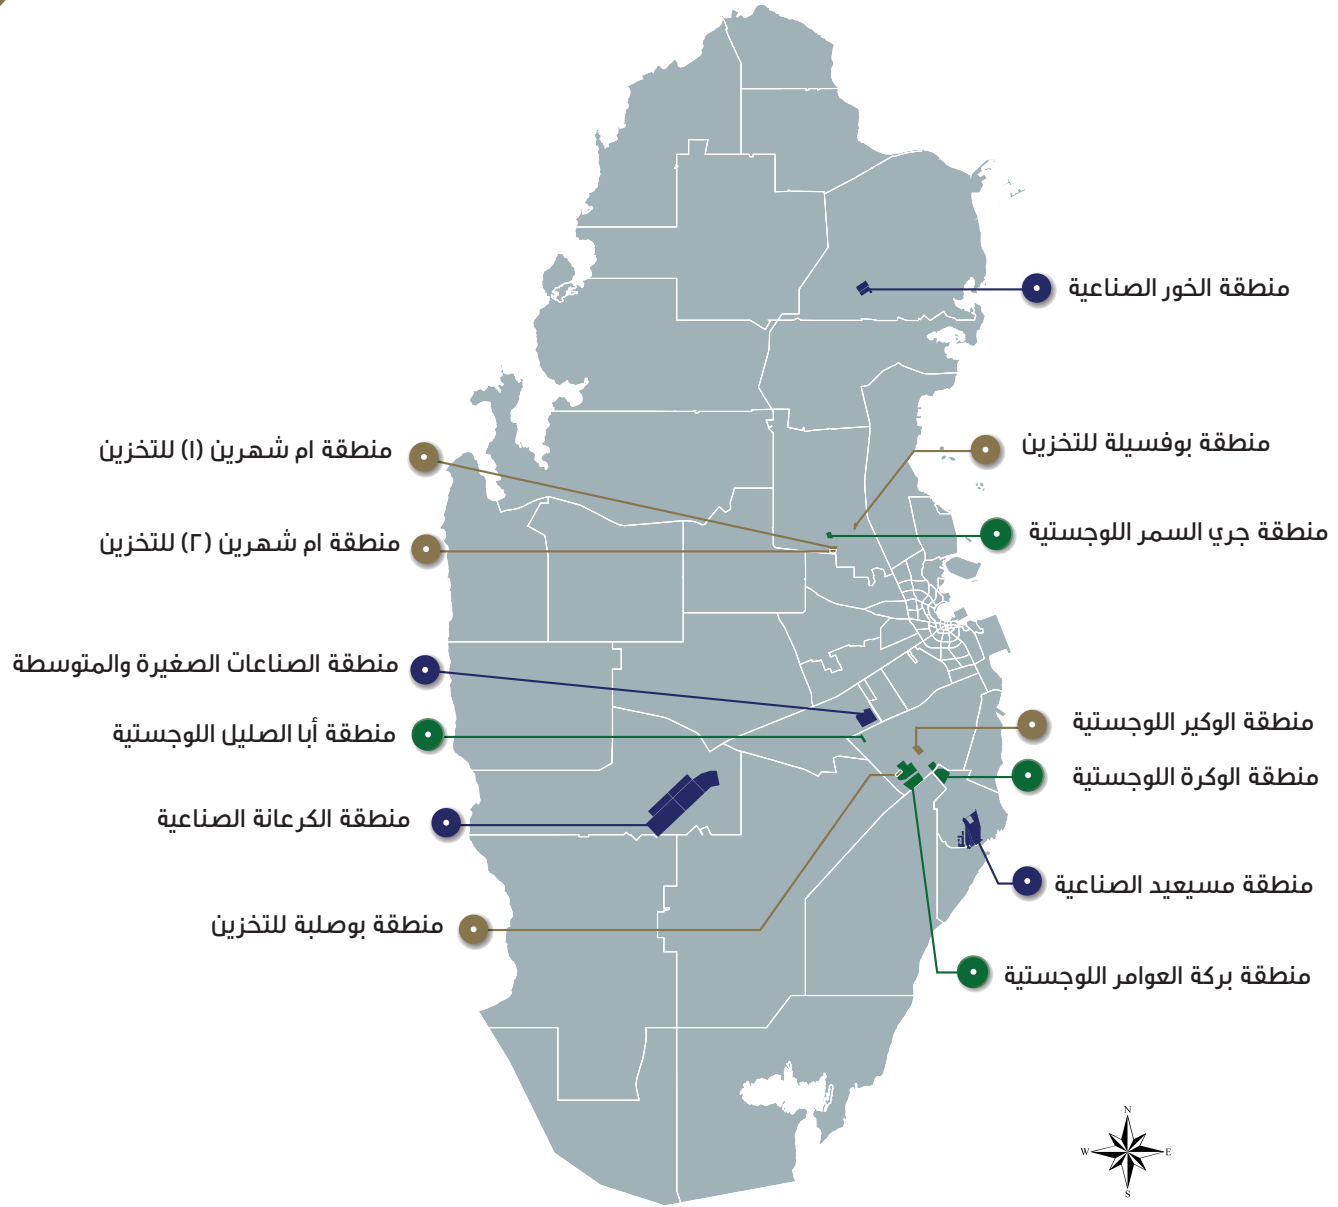 منطقة الخور الصناعية
منطقة بوفسيلة للتخزين
منطقة ام شهرين (١) للتخزين
منطقة جري السمر اللوجستية
منطقة ام شهرين (٢) للتخزين
منطقة الصناعات الصغيرة والمتوسطة
منطقة الوكير اللوجستية
منطقة أبا الصليل اللوجستية
منطقة الوكرة اللوجستية
منطقة الكرعانة الصناعية
منطقة مسيعيد الصناعية
منطقة بوصلبة للتخزين
منطقة بركة العوامر اللوجستية
N
W E
S